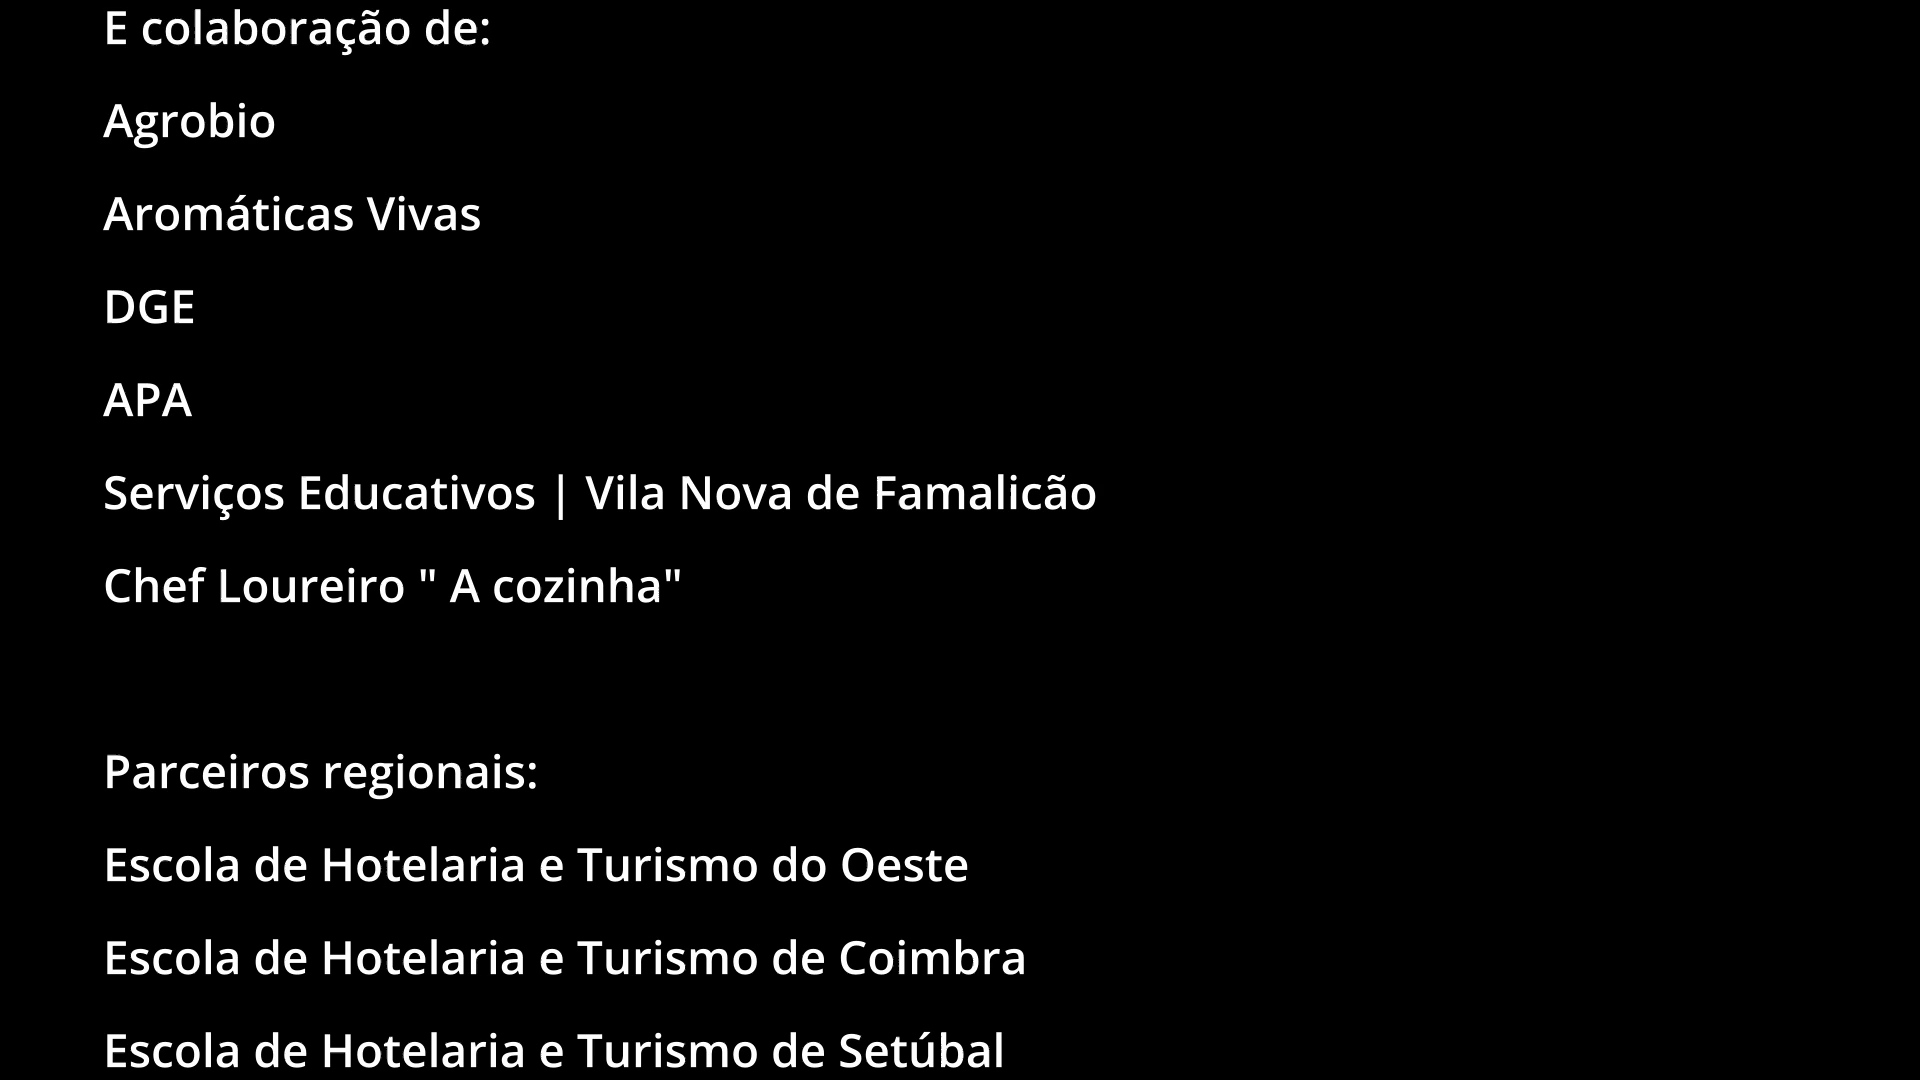 E colaboração de:
Agrobio
Aromáticas Vivas
DGE
APA
Serviços Educativos | Vila Nova de Famalicão
Chef Loureiro " A cozinha"
Parceiros regionais:
Escola de Hotelaria e Turismo do Oeste
Escola de Hotelaria e Turismo de Coimbra
Escola de Hotelaria e Turismo de Setúbal